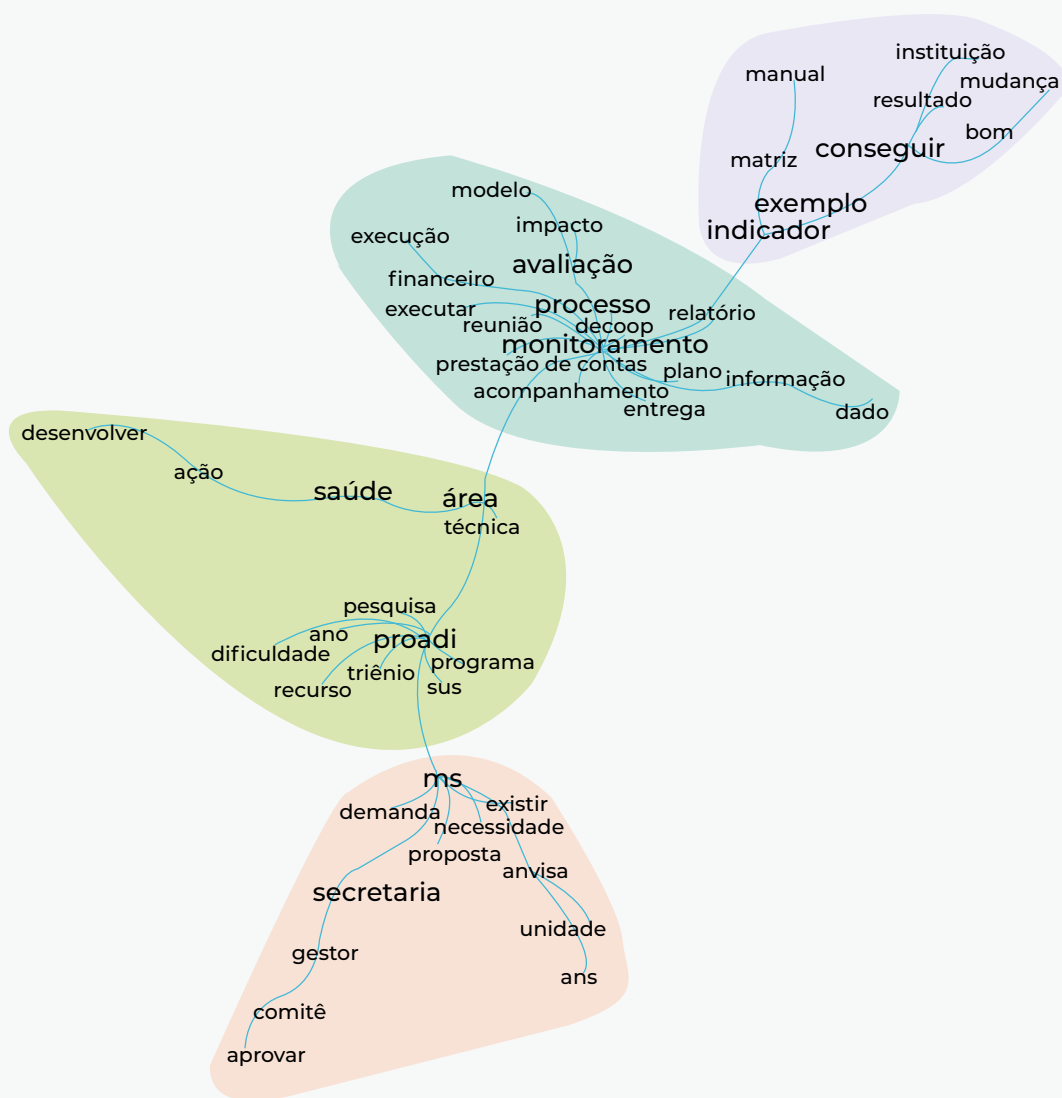 instituição
manual
mudança
resultado
bom
conseguir
matriz
exemplo
indicador
modelo
impacto
execução
avaliação
financeiro
processo
executar
relatório
reunião
decoop
monitoramento
prestação de contas
plano
informação
acompanhamento
entrega
dado
desenvolver
ação
saúde
área
técnica
pesquisa
ano
proadi
dificuldade
programa
triênio
recurso
sus
ms
existir
demanda
necessidade
proposta
anvisa
secretaria
unidade
gestor
ans
comitê
aprovar